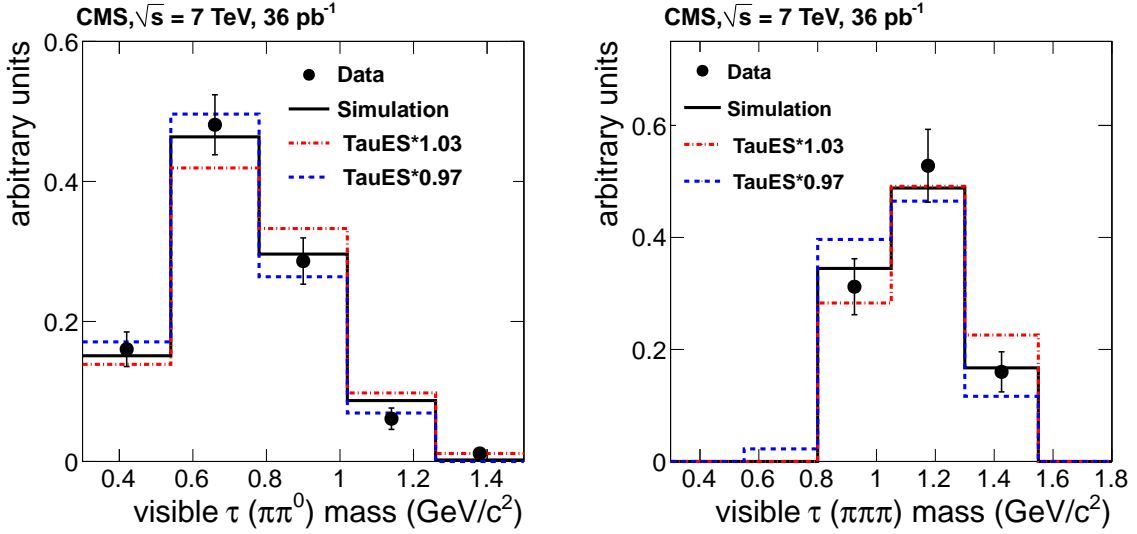 CMS, √s = 7 TeV, 36 pb⁻¹
arbitrary units
0.6
0.4
0.2
0
Data
Simulation
TauES*1.03
TauES*0.97
0.4 0.6 0.8 1 1.2 1.4
visible τ (ππ⁰) mass (GeV/c²)
CMS, √s = 7 TeV, 36 pb⁻¹
arbitrary units
0.6
0.4
0.2
0
Data
Simulation
TauES*1.03
TauES*0.97
0.4 0.6 0.8 1 1.2 1.4 1.6 1.8
visible τ (πππ) mass (GeV/c²)